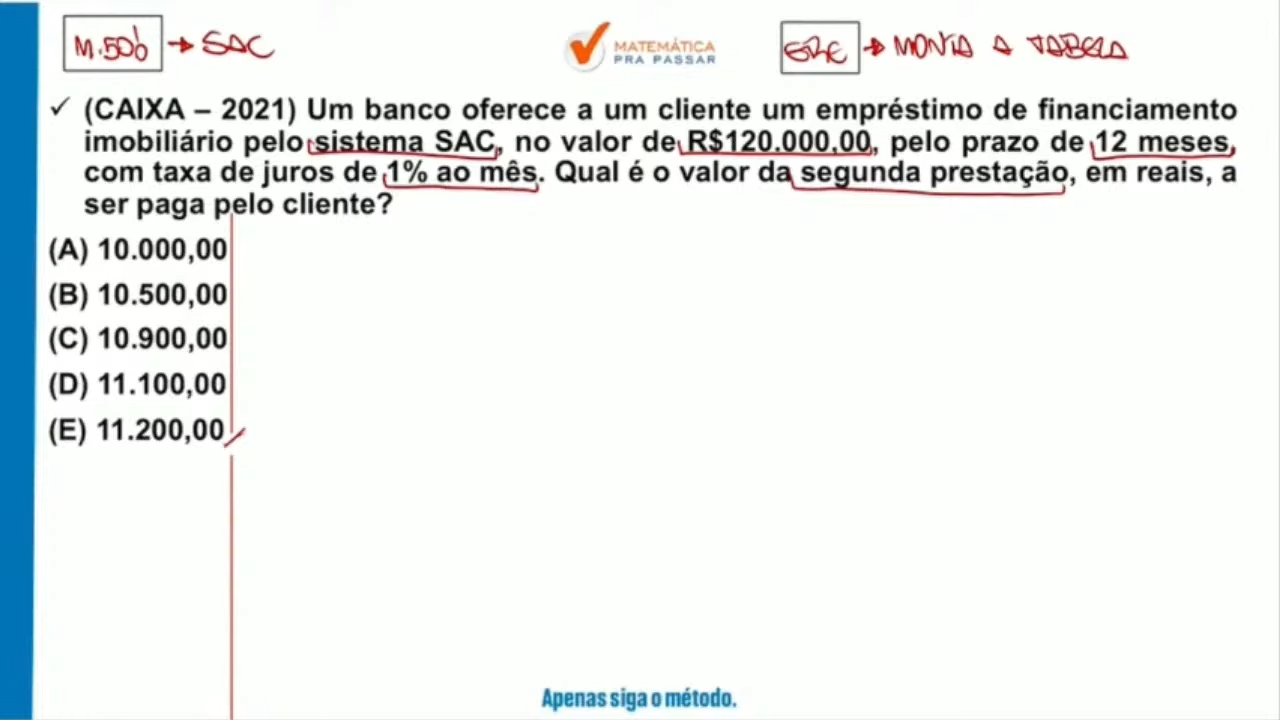 M.50% → SAC
MATEMÁTICA
PRA PASSAR
→ MONTA A TABELA
✓ (CAIXA – 2021) Um banco oferece a um cliente um empréstimo de financiamento
imobiliário pelo sistema SAC, no valor de R$120.000,00, pelo prazo de 12 meses,
com taxa de juros de 1% ao mês. Qual é o valor da segunda prestação, em reais, a
ser paga pelo cliente?
(A) 10.000,00
(B) 10.500,00
(C) 10.900,00
(D) 11.100,00
(E) 11.200,00
Apenas siga o método.